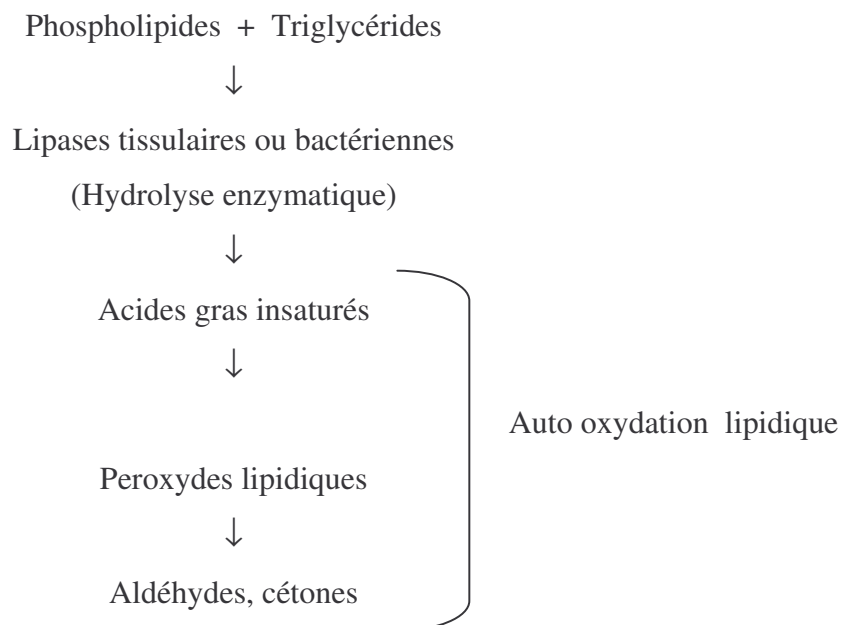 Phospholipides + Triglycérides
↓
Lipases tissulaires ou bactériennes
(Hydrolyse enzymatique)
↓
Acides gras insaturés
↓
Auto oxydation lipidique
Peroxydes lipidiques
↓
Aldéhydes, cétones